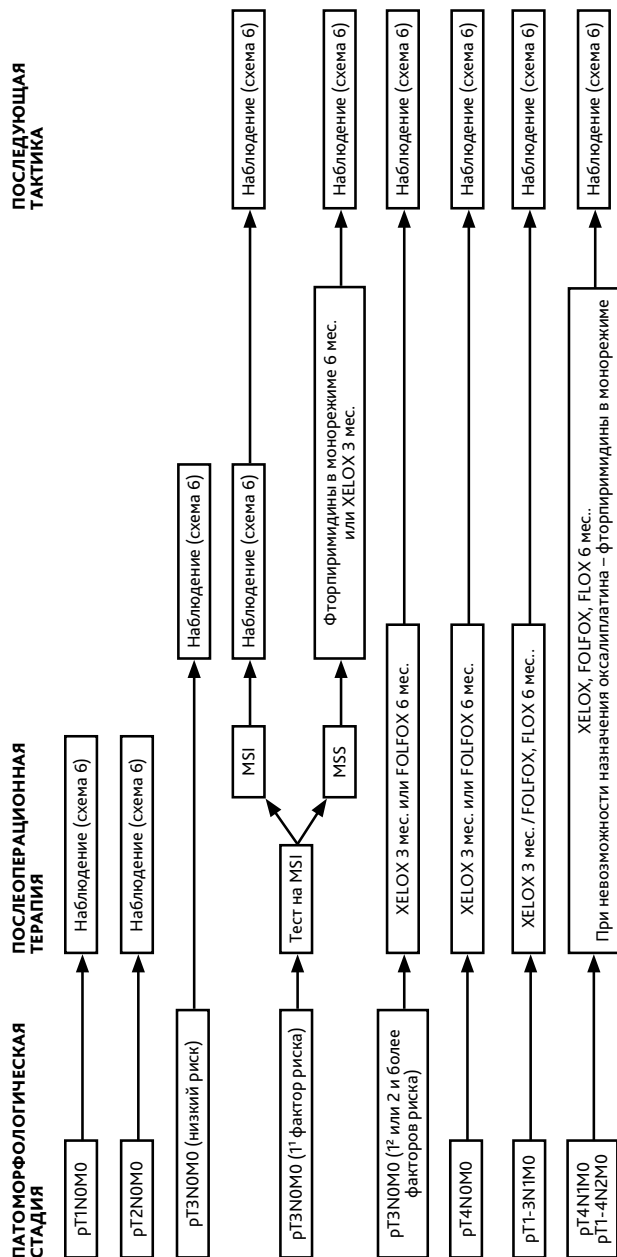 ПАТОМОРФОЛОГИЧЕСКАЯ
СТАДИЯ
ПОСЛЕОПЕРАЦИОННАЯ
ТЕРАПИЯ
ПОСЛЕДУЮЩАЯ
ТАКТИКА
pT1N0M0
Наблюдение (схема 6)
pT2N0M0
Наблюдение (схема 6)
pT3N0M0 (низкий риск)
Наблюдение (схема 6)
pT3N0M0 (1¹ фактор риска)
Тест на MSI
MSI
Наблюдение (схема 6)
Наблюдение (схема 6)
MSS
Фторпиримидины в монорежиме 6 мес.
или XELOX 3 мес.
Наблюдение (схема 6)
pT3N0M0 (1² или 2 и более
факторов риска)
XELOX 3 мес. или FOLFOX 6 мес.
Наблюдение (схема 6)
pT4N0M0
XELOX 3 мес. или FOLFOX 6 мес.
Наблюдение (схема 6)
pT1-3N1M0
XELOX 3 мес. / FOLFOX, FLOX 6 мес..
Наблюдение (схема 6)
pT4N1M0
pT1-4N2M0
XELOX, FOLFOX, FLOX 6 мес..
При невозможности назначения оксалиплатина – фторпиримидины в монорежиме
Наблюдение (схема 6)